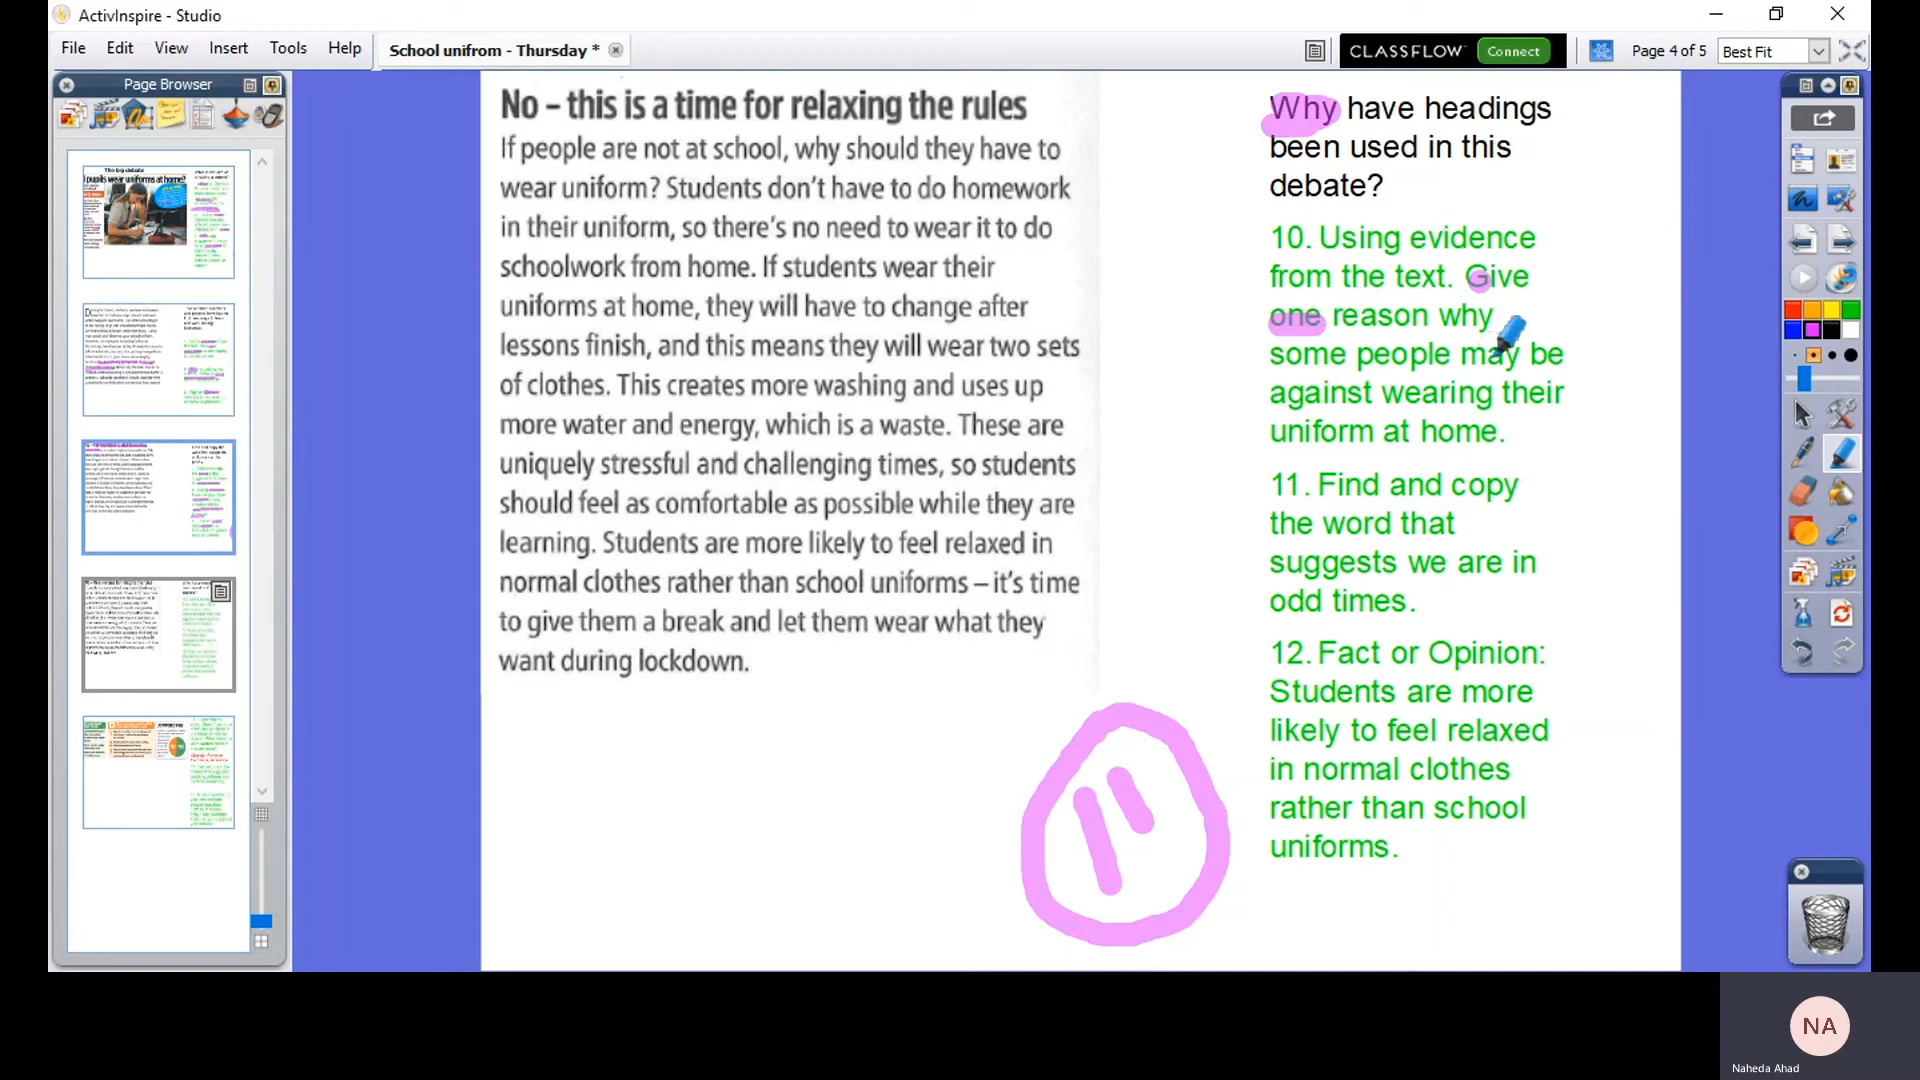 ActivInspire - Studio
File Edit View Insert Tools Help
School unifrom - Thursday *
CLASSFLOW Connect
Page 4 of 5
Best Fit
Page Browser
The big debate
pupils wear uniforms at home?
No – this is a time for relaxing the rules
If people are not at school, why should they have to
wear uniform? Students don't have to do homework
in their uniform, so there's no need to wear it to do
schoolwork from home. If students wear their
uniforms at home, they will have to change after
lessons finish, and this means they will wear two sets
of clothes. This creates more washing and uses up
more water and energy, which is a waste. These are
uniquely stressful and challenging times, so students
should feel as comfortable as possible while they are
learning. Students are more likely to feel relaxed in
normal clothes rather than school uniforms – it's time
to give them a break and let them wear what they
want during lockdown.
Why have headings
been used in this
debate?
10. Using evidence
from the text. Give
one reason why
some people may be
against wearing their
uniform at home.
11. Find and copy
the word that
suggests we are in
odd times.
12. Fact or Opinion:
Students are more
likely to feel relaxed
in normal clothes
rather than school
uniforms.
NA
Naheda Ahad